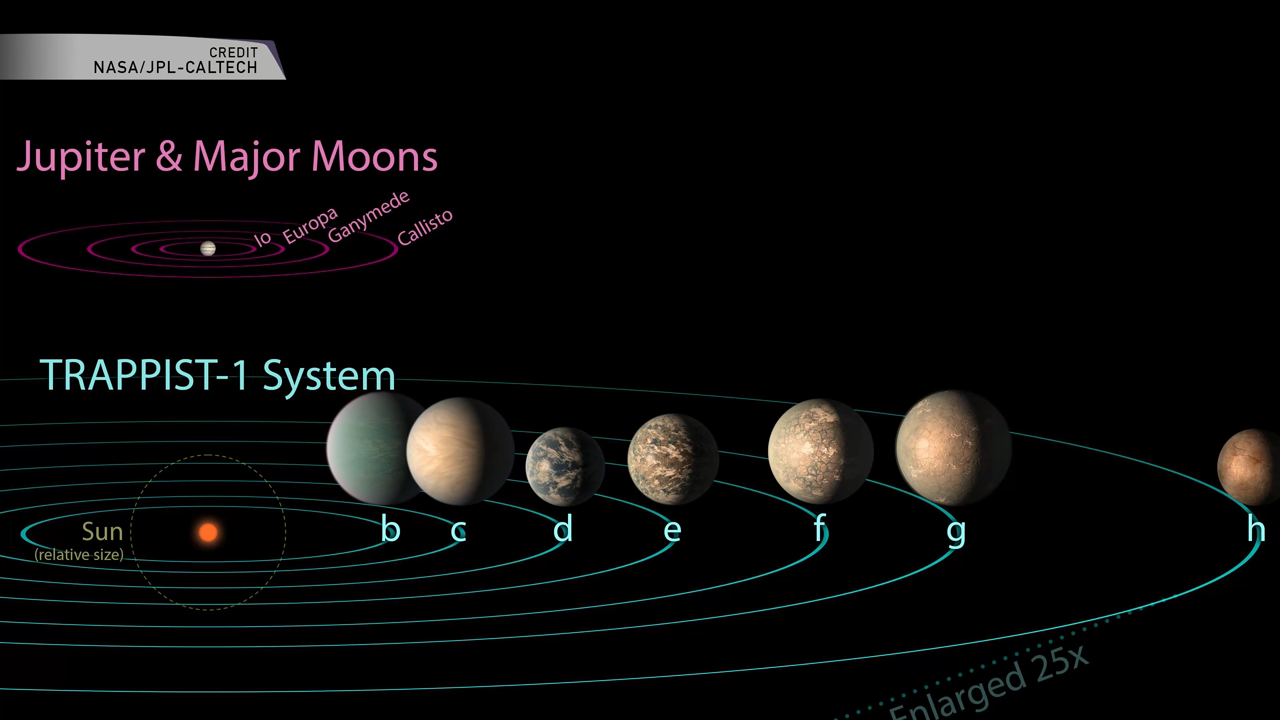 CREDIT
NASA/JPL-CALTECH
Jupiter & Major Moons
Io
Europa
Ganymede
Callisto
TRAPPIST-1 System
Sun
(relative size)
b
c
d
e
f
g
h
Enlarged 25x